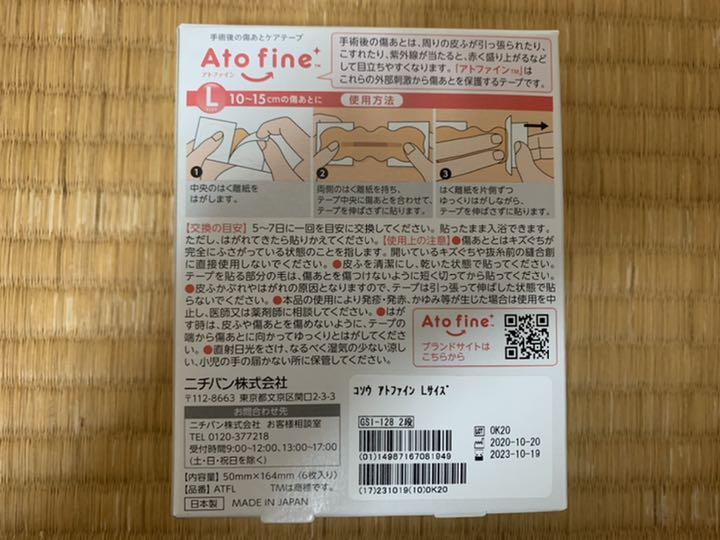 手術後の傷あとケアテープ
Ato fine™
アトファイン
手術後の傷あとは、周りの皮ふが引っ張られたり、
こすれたり、紫外線が当たると、赤く盛り上がるなど
して目立ちやすくなります。「アトファイン™」は
これらの外部刺激から傷あとを保護するテープです。
L
10〜15cmの傷あとに
使用方法
1
中央のはく離紙を
はがします。
2
両側のはく離紙を持ち、
テープ中央に傷あとを合わせて、
テープを伸ばさずに貼ります。
3
はく離紙を片側ずつ
ゆっくりはがしながら、
テープを伸ばさずに貼ります。
【交換の目安】5〜7日に一回を目安に交換してください。貼ったまま入浴できます。
ただし、はがれてきたら貼りかえてください。【使用上の注意】●傷あととはキズぐちが
完全にふさがっている状態のことを指します。開いているキズぐちや抜糸前の縫合創
に直接使用しないでください。●皮ふを清潔にし、乾いた状態で貼ってください。
テープを貼る部分の毛は、傷あとを傷つけないように短く切ってから貼ってください。
●皮ふかぶれやはがれの原因となりますので、テープは引っ張って伸ばした状態で貼
らないでください。●本品の使用により発疹・発赤、かゆみ等が生じた場合は使用を中
止し、医師又は薬剤師に相談してください。●はが
す時は、皮ふや傷あとを傷めないように、テープの
端から傷あとに向かってゆっくりとはがしてくださ
い。●直射日光をさけ、なるべく湿気の少ない涼し
い、小児の手の届かない所に保管してください。
Ato fine™
ブランドサイトは
こちらから
ニチバン株式会社
〒112-8663 東京都文京区関口2-3-3
お問合わせ先
ニチバン株式会社 お客様相談室
TEL 0120-377218
受付時間9:00〜12:00、13:00〜17:00
(土・日・祝日を除く)
【内容量】50mm×164mm〈6枚入り〉
【品番】ATFL TMは商標です。
日本製 MADE IN JAPAN
コソウ アトファイン Lサイズ
GS1-128 2段
(01)14987167081949
(17)231019(10)0K20
LOT 0K20
2020-10-20
2023-10-19